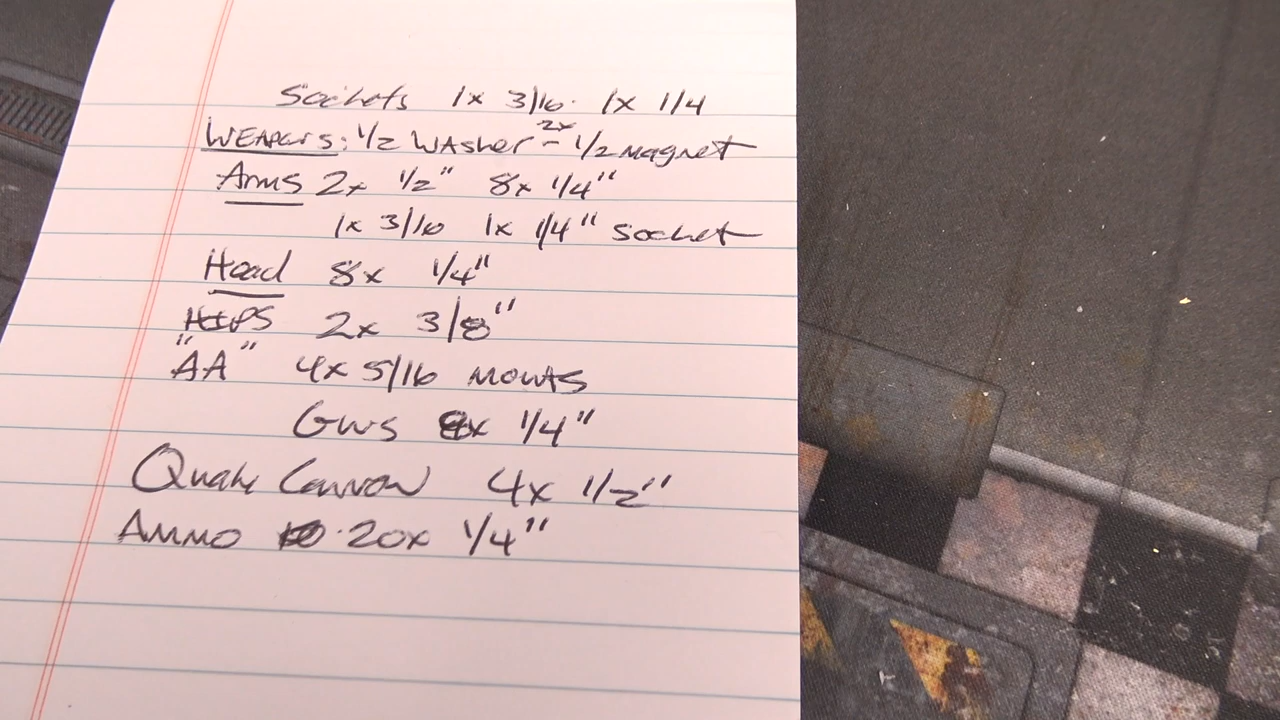 Sockets 1x 3/16. 1x 1/4
WEAPONS: 1/2 WASHER - 2x 1/2 Magnet
Arms 2x 1/2" 8x 1/4"
1x 3/16 1x 1/4" Socket
Head 8x 1/4"
HIPS 2x 3/8"
"AA" 4x 5/16 MOUNTS
8x 1/4"
Quake Cannon 4x 1/2"
AMMO 20x 1/4"